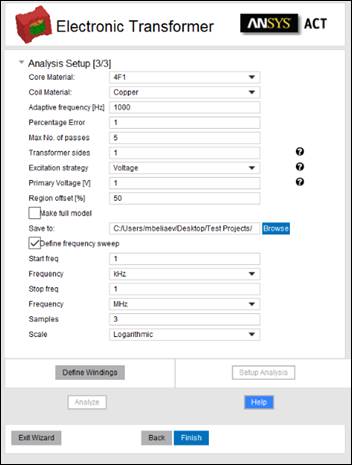 Electronic Transformer ANSYS ACT
Analysis Setup [3/3]
Core Material: 4F1
Coil Material: Copper
Adaptive frequency [Hz] 1000
Percentage Error 1
Max No. of passes 5
Transformer sides 1
Excitation strategy Voltage
Primary Voltage [V] 1
Region offset [%] 50
Make full model
Save to: C:/Users/mbeliaev/Desktop/Test Projects/ Browse
Define frequency sweep
Start freq 1
Frequency kHz
Stop freq 1
Frequency MHz
Samples 3
Scale Logarithmic
Define Windings Setup Analysis
Analyze Help
Exit Wizard Back Finish